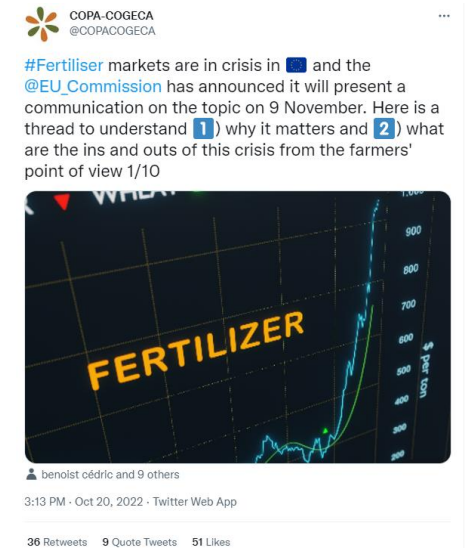 COPA-COGECA
@COPACOGECA
#Fertiliser markets are in crisis in 🇪🇺 and the
@EU_Commission has announced it will present a
communication on the topic on 9 November. Here is a
thread to understand 1️⃣) why it matters and 2️⃣) what
are the ins and outs of this crisis from the farmers'
point of view 1/10
WHEAT
1,000
900
800
700
600
500
400
300
200
$ per ton
FERTILIZER
benoist cédric and 9 others
3:13 PM · Oct 20, 2022 · Twitter Web App
36 Retweets 9 Quote Tweets 51 Likes